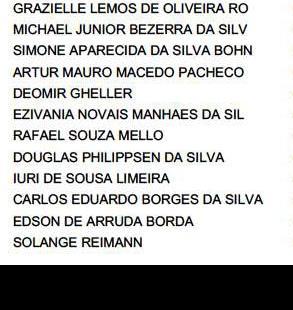 GRAZIELLE LEMOS DE OLIVEIRA RO
MICHAEL JUNIOR BEZERRA DA SILV
SIMONE APARECIDA DA SILVA BOHN
ARTUR MAURO MACEDO PACHECO
DEOMIR GHELLER
EZIVANIA NOVAIS MANHAES DA SIL
RAFAEL SOUZA MELLO
DOUGLAS PHILIPPSEN DA SILVA
IURI DE SOUSA LIMEIRA
CARLOS EDUARDO BORGES DA SILVA
EDSON DE ARRUDA BORDA
SOLANGE REIMANN